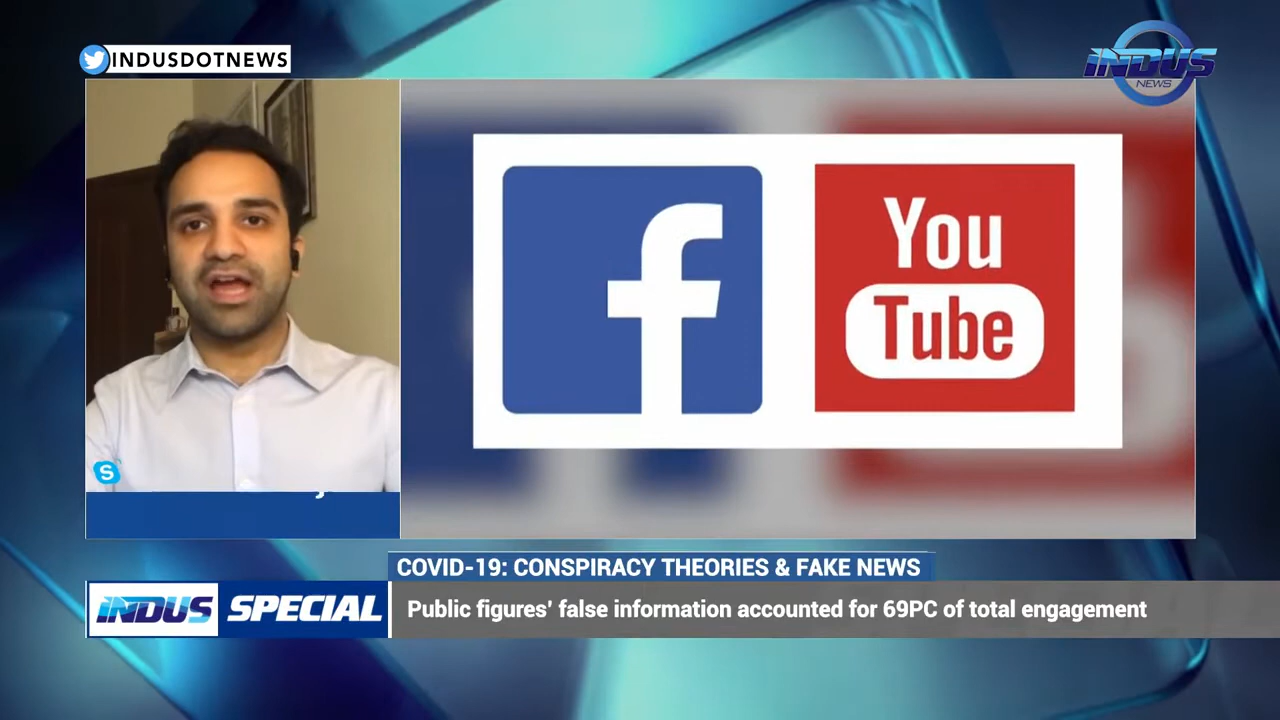 INDUSDOTNEWS
INDUS
NEWS
f
You
Tube
S
COVID-19: CONSPIRACY THEORIES & FAKE NEWS
INDUS SPECIAL
Public figures' false information accounted for 69PC of total engagement